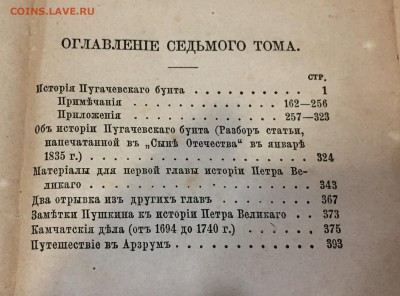 COINS.LAVE.RU
ОГЛАВЛЕНІЕ СЕДЬМОГО ТОМА.
СТР.
Исторія Пугачевскаго бунта . . . . . . . . . . 1
Примѣчанія . . . . . . . . 162—256
Приложенія . . . . . . . . 257—323
Объ исторіи Пугачевскаго бунта (Разборъ статьи,
напечатанной въ „Сынѣ Отечества“ въ январѣ
1835 г.) . . . . . . . . . . . . . . . . 324
Матеріалы для первой главы исторіи Петра Ве-
ликаго . . . . . . . . . . . . . . . . 343
Два отрывка изъ другихъ главъ . . . . . . . 367
Замѣтки Пушкина къ исторіи Петра Великаго . . 373
Камчатскія дѣла (отъ 1694 до 1740 г.) . . . . . 375
Путешествіе въ Арзрумъ . . . . . . . . . . 393